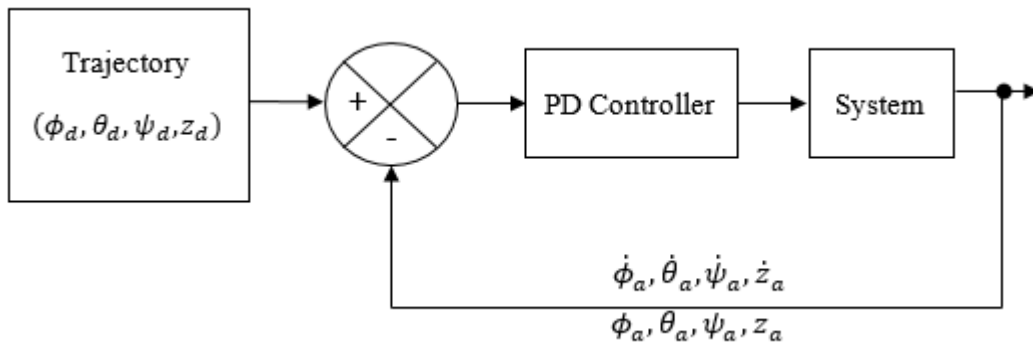 Trajectory
(ϕ_d, θ_d, ψ_d, z_d)
+
-
PD Controller
System
ϕ̇_a, θ̇_a, ψ̇_a, ż_a
ϕ_a, θ_a, ψ_a, z_a